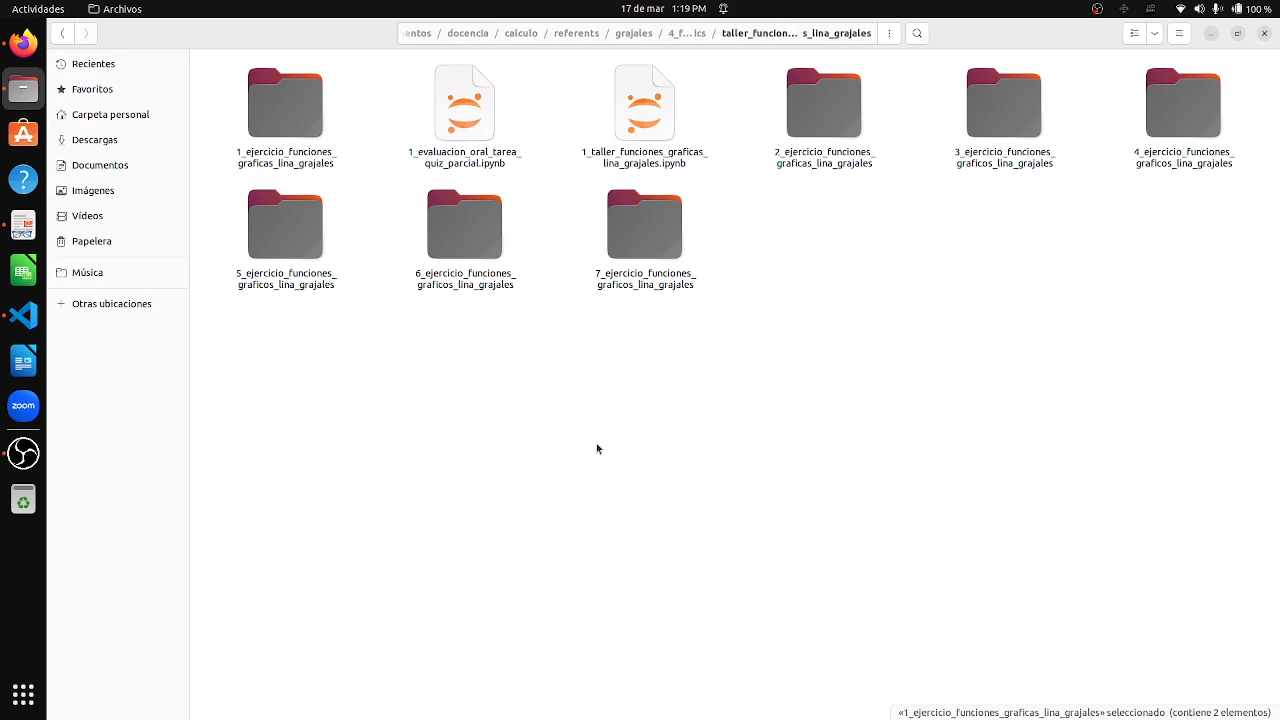 Actividades Archivos 17 de mar 1:19 PM 100 %
entos / docencia / calculo / referents / grajales / 4_f...ics / taller_funcion... s_lina_grajales
Recientes
Favoritos
Carpeta personal
Descargas
Documentos
Imágenes
Vídeos
Papelera
Música
Otras ubicaciones
1_ejercicio_funciones_
graficas_lina_grajales
1_evaluacion_oral_tarea_
quiz_parcial.ipynb
1_taller_funciones_graficas_
lina_grajales.ipynb
2_ejercicio_funciones_
graficas_lina_grajales
3_ejercicio_funciones_
graficos_lina_grajales
4_ejercicio_funciones_
graficos_lina_grajales
5_ejercicio_funciones_
graficos_lina_grajales
6_ejercicio_funciones_
graficos_lina_grajales
7_ejercicio_funciones_
graficos_lina_grajales
zoom
«1_ejercicio_funciones_graficas_lina_grajales» seleccionado (contiene 2 elementos)